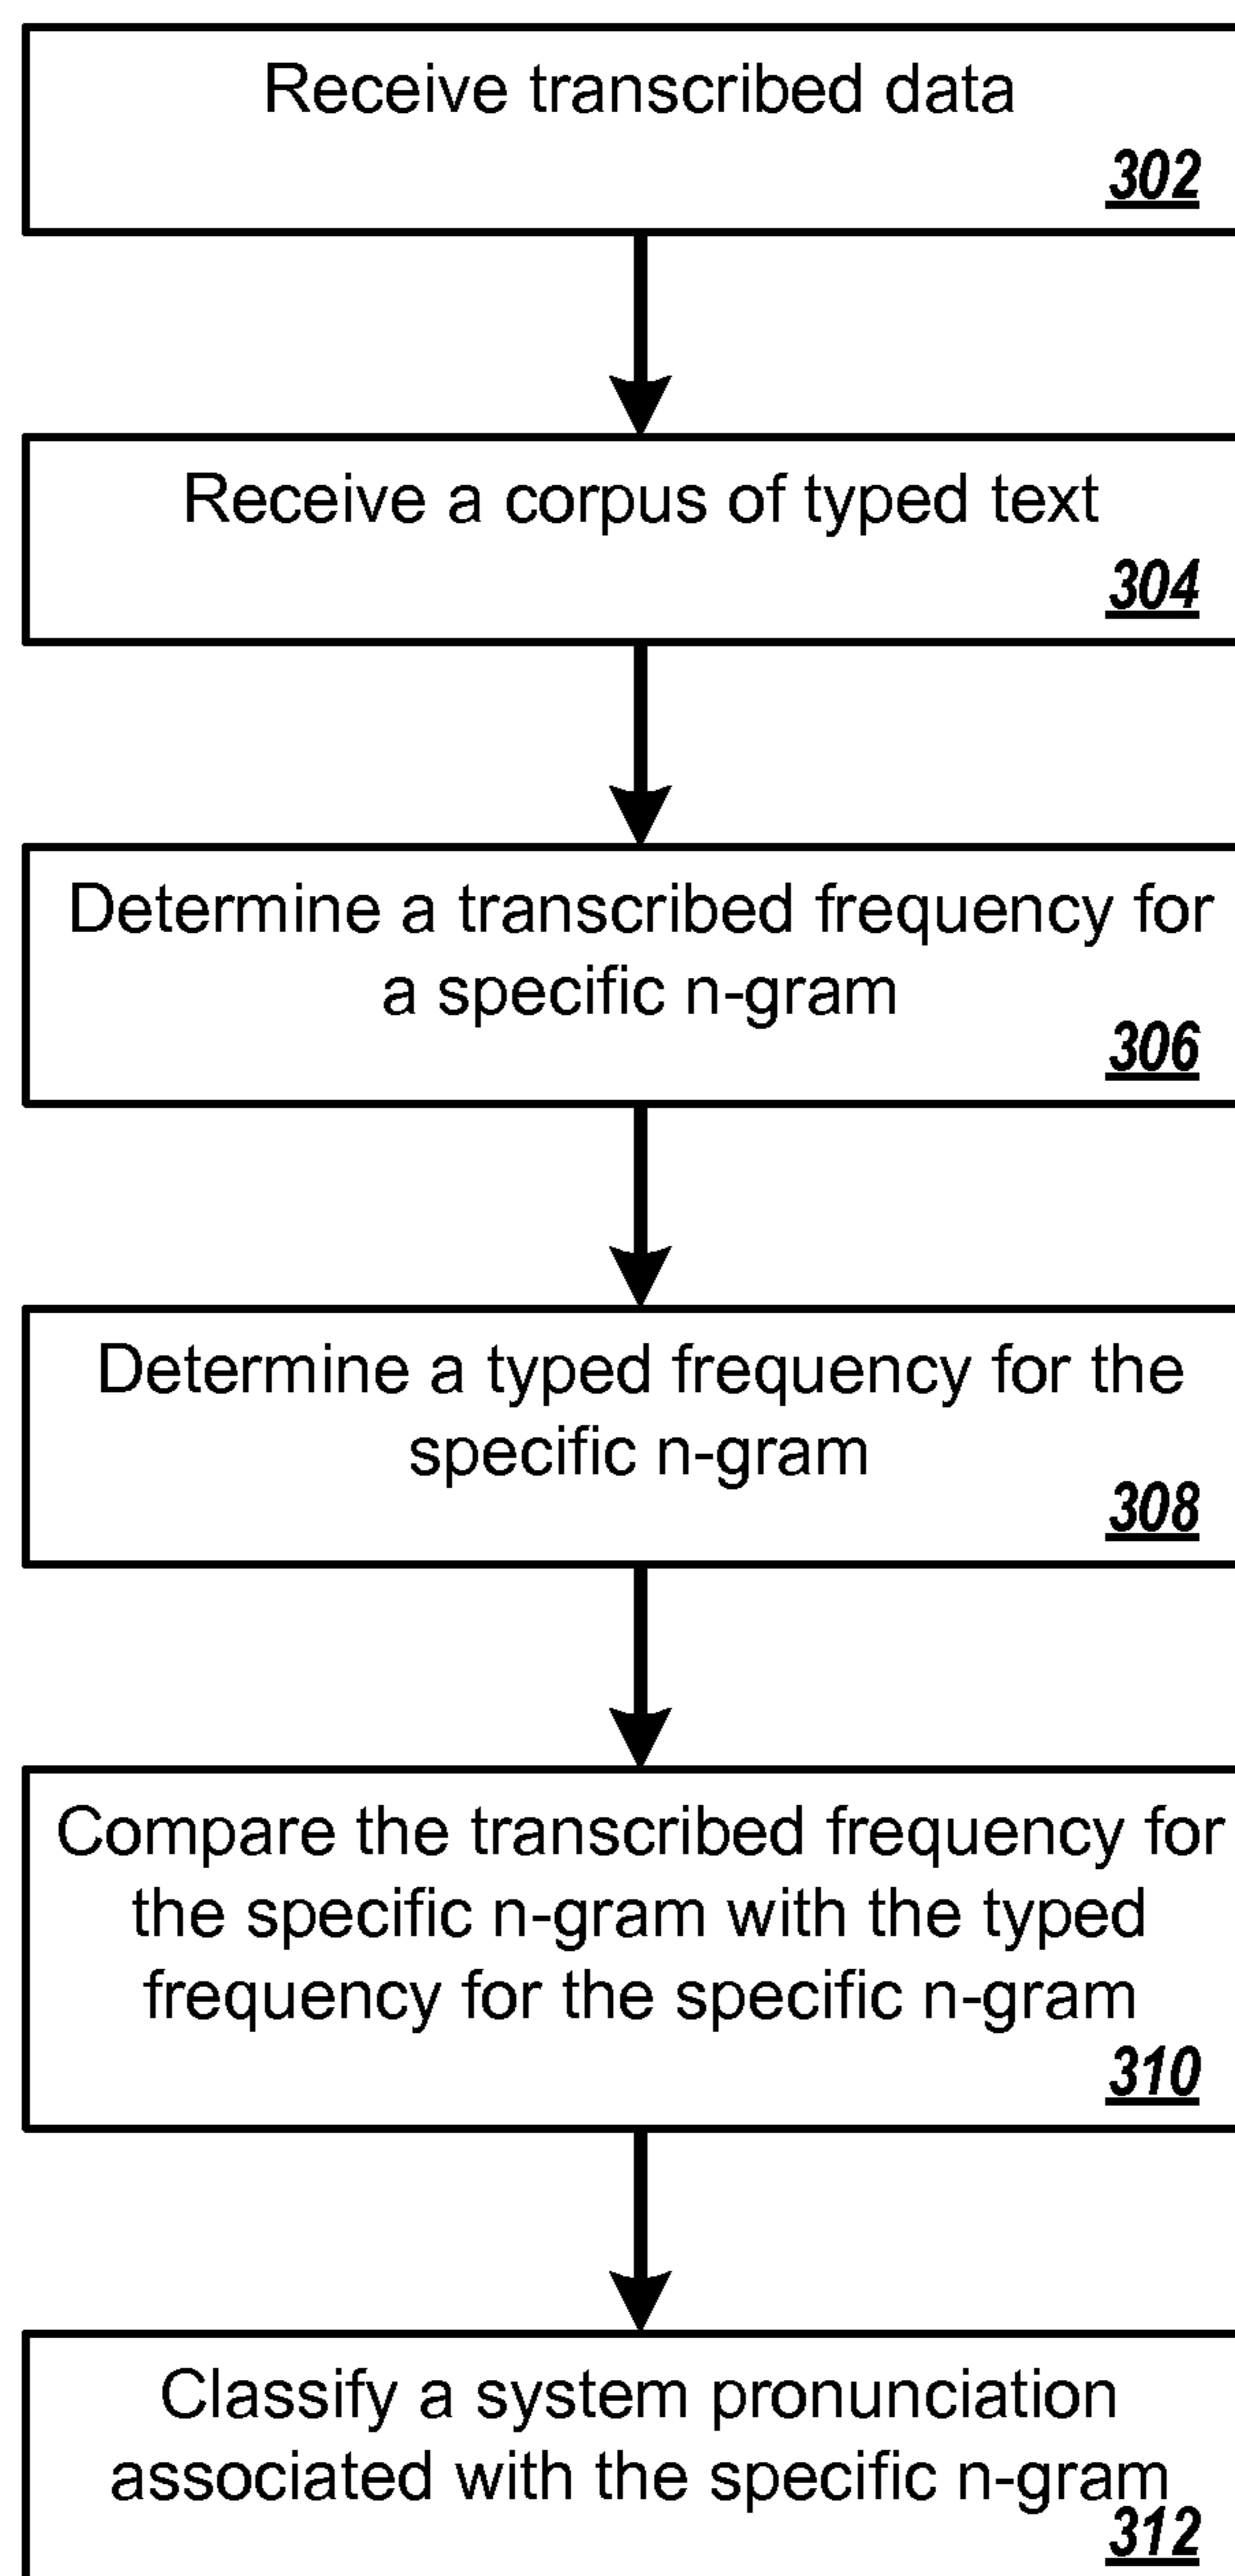 Receive transcribed data
302
Receive a corpus of typed text
304
Determine a transcribed frequency for
a specific n-gram
306
Determine a typed frequency for the
specific n-gram
308
Compare the transcribed frequency for
the specific n-gram with the typed
frequency for the specific n-gram
310
Classify a system pronunciation
associated with the specific n-gram
312